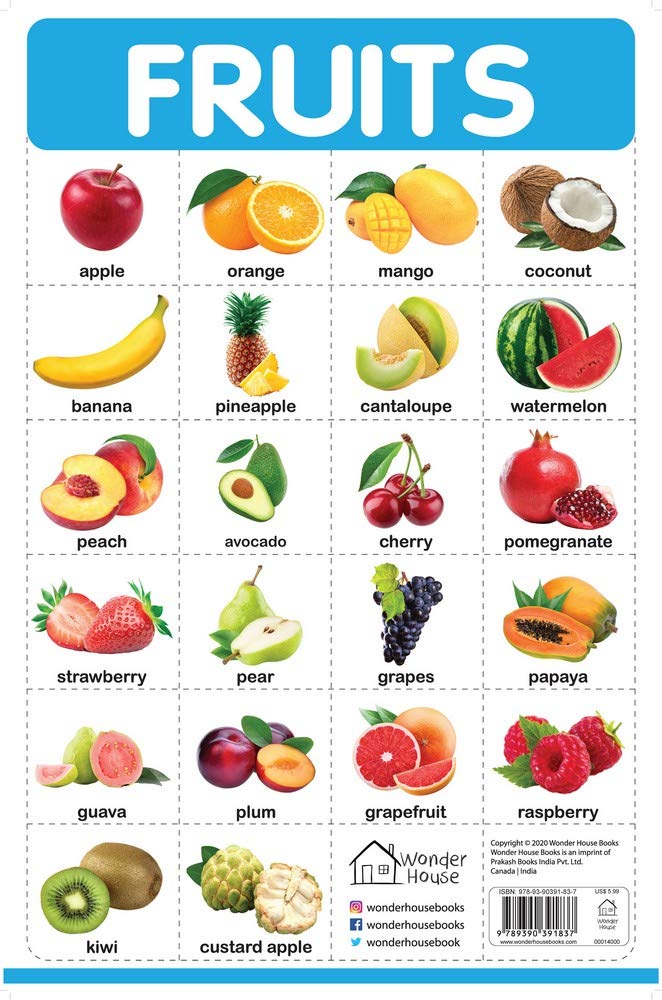 FRUITS
apple
orange
mango
coconut
banana
pineapple
cantaloupe
watermelon
peach
avocado
cherry
pomegranate
strawberry
pear
grapes
papaya
guava
plum
grapefruit
raspberry
kiwi
custard apple
Wonder
House
wonderhousebooks
wonderhousebooks
wonderhousebook
Copyright © 2020 Wonder House Books
Wonder House Books is an imprint of
Prakash Books India Pvt. Ltd.
Canada | India
ISBN: 978-93-90391-83-7
US$ 5.99
9 789390 391837
Wonder
House
www.wonderhousebooks.com
00014000